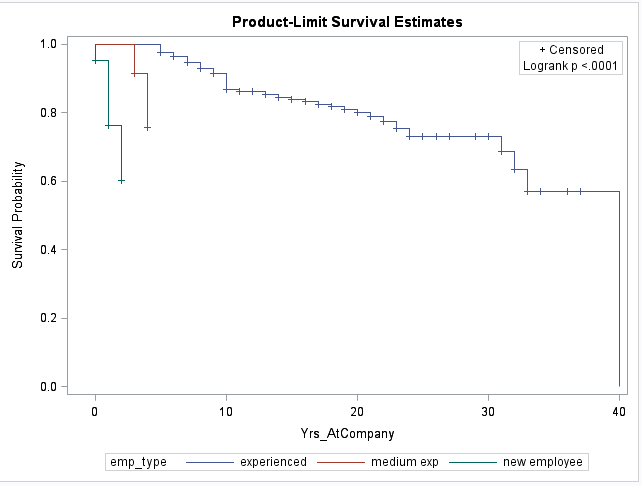 Product-Limit Survival Estimates
+ Censored
Logrank p <.0001
1.0
0.8
0.6
0.4
0.2
0.0
Survival Probability
0 10 20 30 40
Yrs_AtCompany
emp_type experienced medium exp new employee